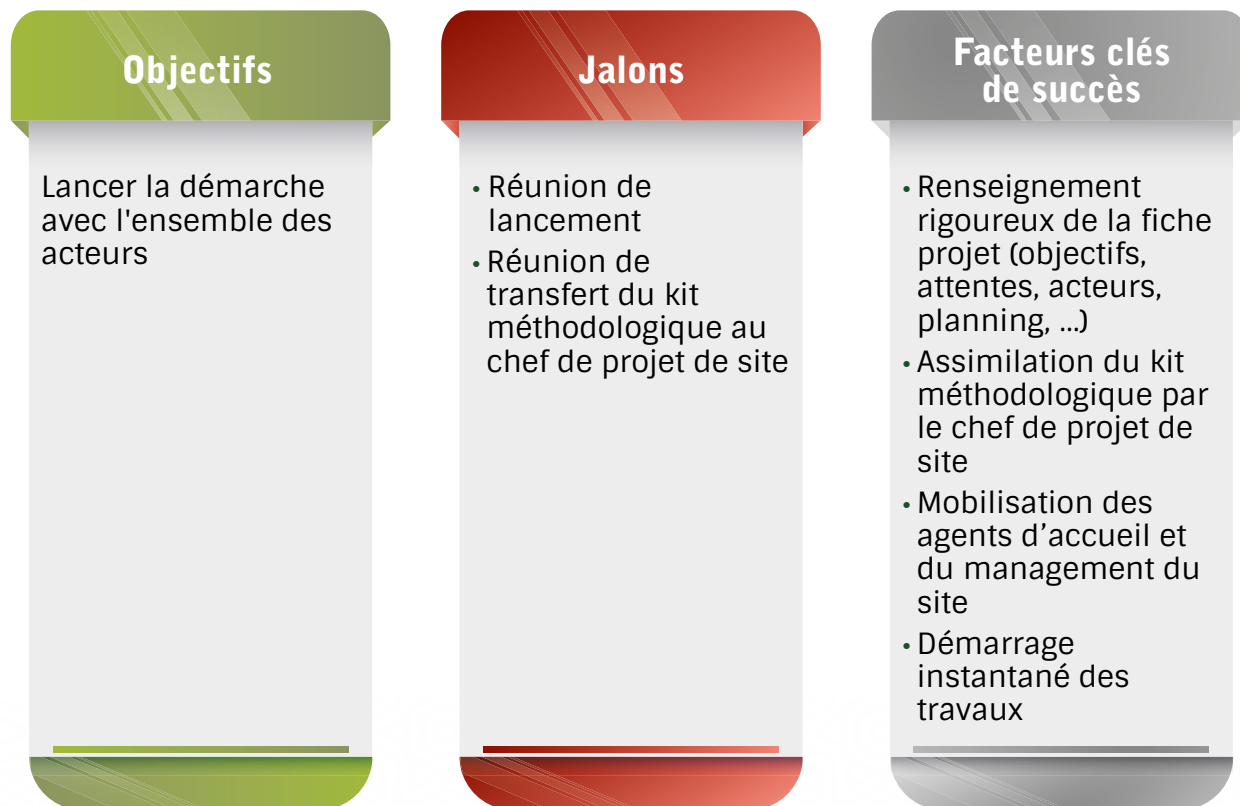 Objectifs
Lancer la démarche
avec l'ensemble des
acteurs
Jalons
• Réunion de
lancement
• Réunion de
transfert du kit
méthodologique au
chef de projet de site
Facteurs clés
de succès
• Renseignement
rigoureux de la fiche
projet (objectifs,
attentes, acteurs,
planning, ...)
• Assimilation du kit
méthodologique par
le chef de projet de
site
• Mobilisation des
agents d’accueil et
du management du
site
• Démarrage
instantané des
travaux